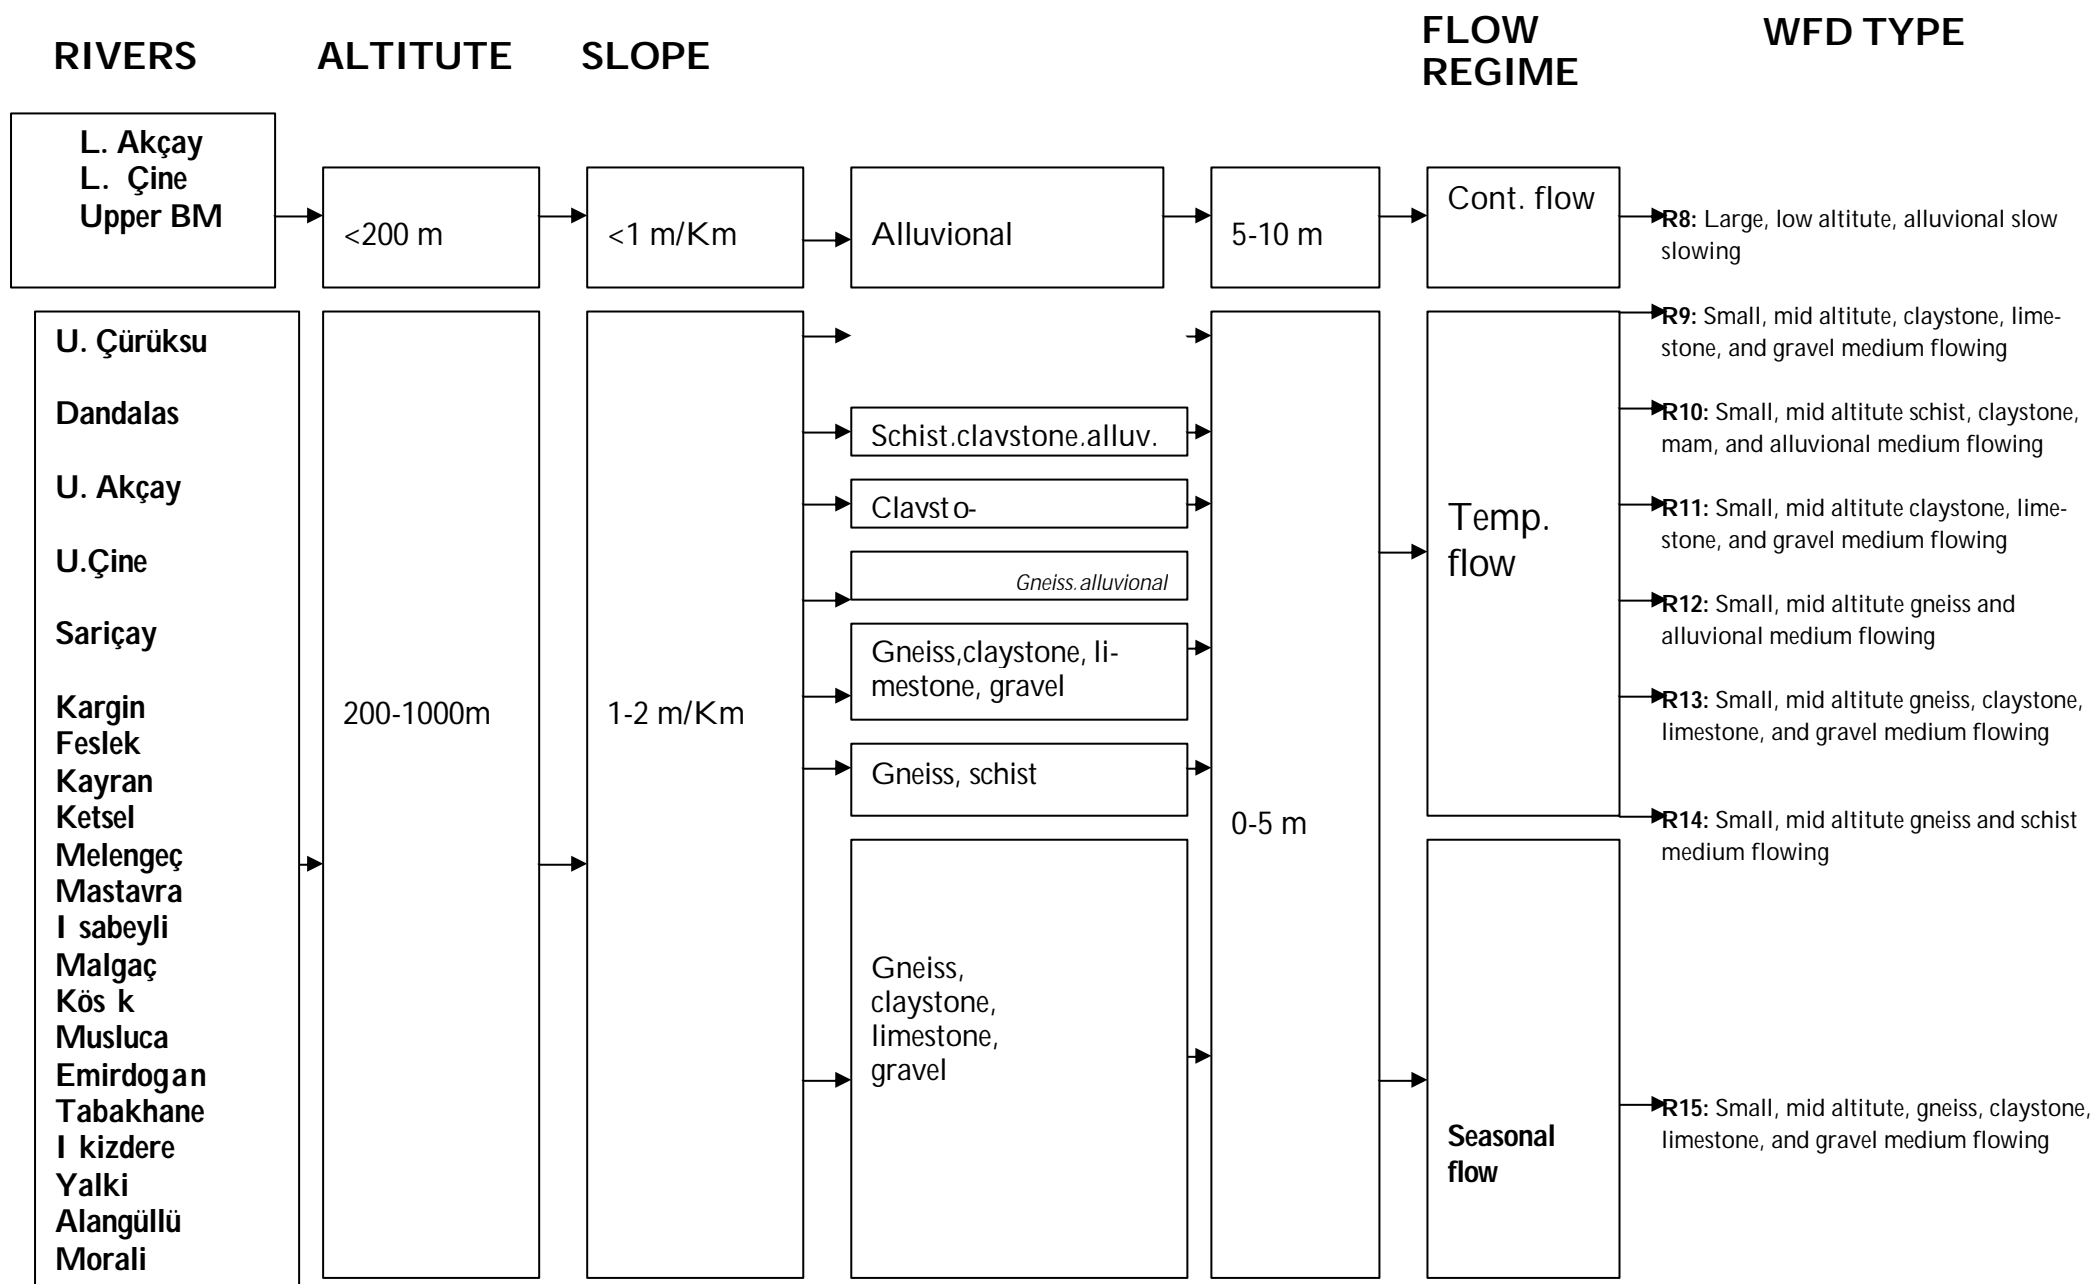 RIVERS
ALTITUTE
SLOPE
FLOW
REGIME
WFD TYPE
L. Akçay
L. Çine
Upper BM
<200 m
<1 m/Km
Alluvional
5-10 m
Cont. flow
R8: Large, low altitute, alluvional slow
slowing
U. Çürüksu
Dandalas
U. Akçay
U.Çine
Sariçay
Kargin
Feslek
Kayran
Ketsel
Melengeç
Mastavra
I sabeyli
Malgaç
Kös k
Musluca
Emirdogan
Tabakhane
I kizdere
Yalki
Alangüllü
Morali
200-1000m
1-2 m/Km
Schist,claystone,alluv.
Claysto-
Gneiss,alluvional
Gneiss,claystone, li-
mestone, gravel
Gneiss, schist
Gneiss,
claystone,
limestone,
gravel
0-5 m
Temp.
flow
Seasonal
flow
R9: Small, mid altitute, claystone, lime-
stone, and gravel medium flowing
R10: Small, mid altitute schist, claystone,
mam, and alluvional medium flowing
R11: Small, mid altitute claystone, lime-
stone, and gravel medium flowing
R12: Small, mid altitute gneiss and
alluvional medium flowing
R13: Small, mid altitute gneiss, claystone,
limestone, and gravel medium flowing
R14: Small, mid altitute gneiss and schist
medium flowing
R15: Small, mid altitute, gneiss, claystone,
limestone, and gravel medium flowing